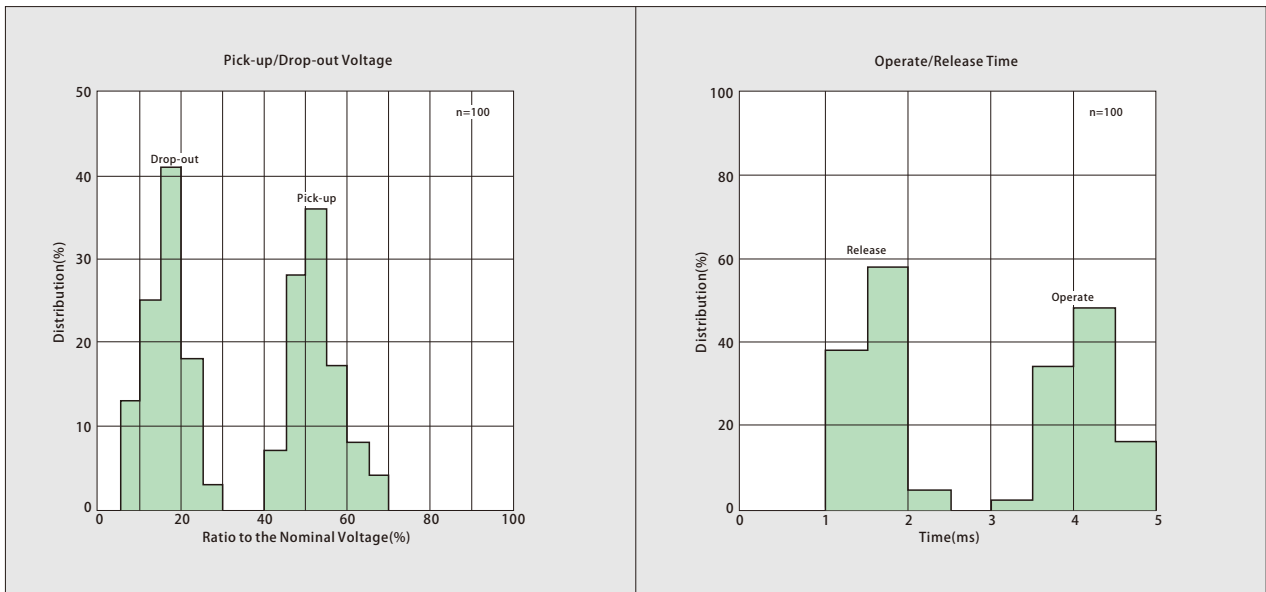 Pick-up/Drop-out Voltage
50
n=100
Drop-out
40
Pick-up
30
20
10
0
Distribution(%)
0 20 40 60 80 100
Ratio to the Nominal Voltage(%)
Operate/Release Time
100
n=100
80
60
Release
Operate
40
20
0
Distribution(%)
0 1 2 3 4 5
Time(ms)